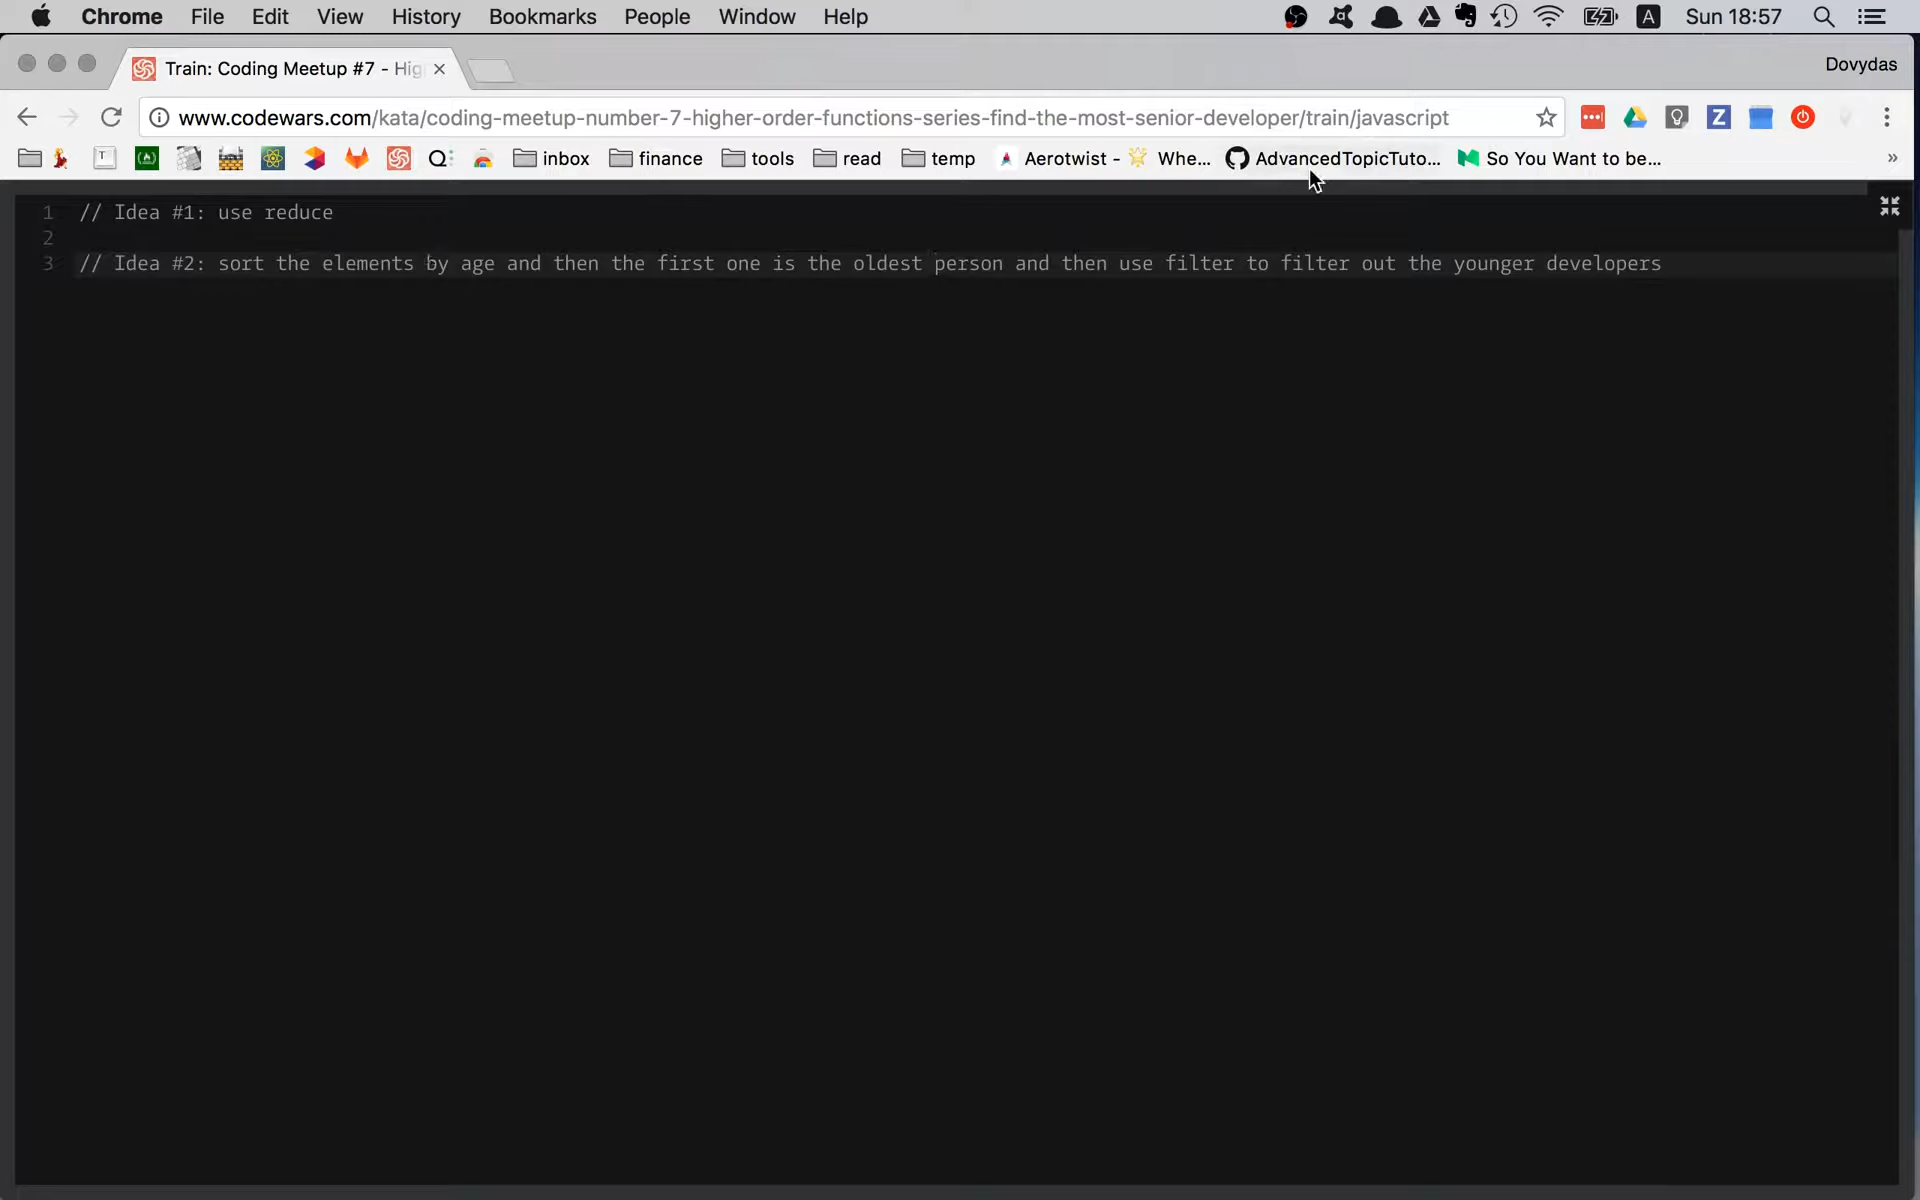 Chrome File Edit View History Bookmarks People Window Help A Sun 18:57
Train: Coding Meetup #7 - Hig Dovydas
www.codewars.com/kata/coding-meetup-number-7-higher-order-functions-series-find-the-most-senior-developer/train/javascript Z
T inbox finance tools read temp Aerotwist - Whe... AdvancedTopicTuto... So You Want to be... »
1 // Idea #1: use reduce
2
3 // Idea #2: sort the elements by age and then the first one is the oldest person and then use filter to filter out the younger developers